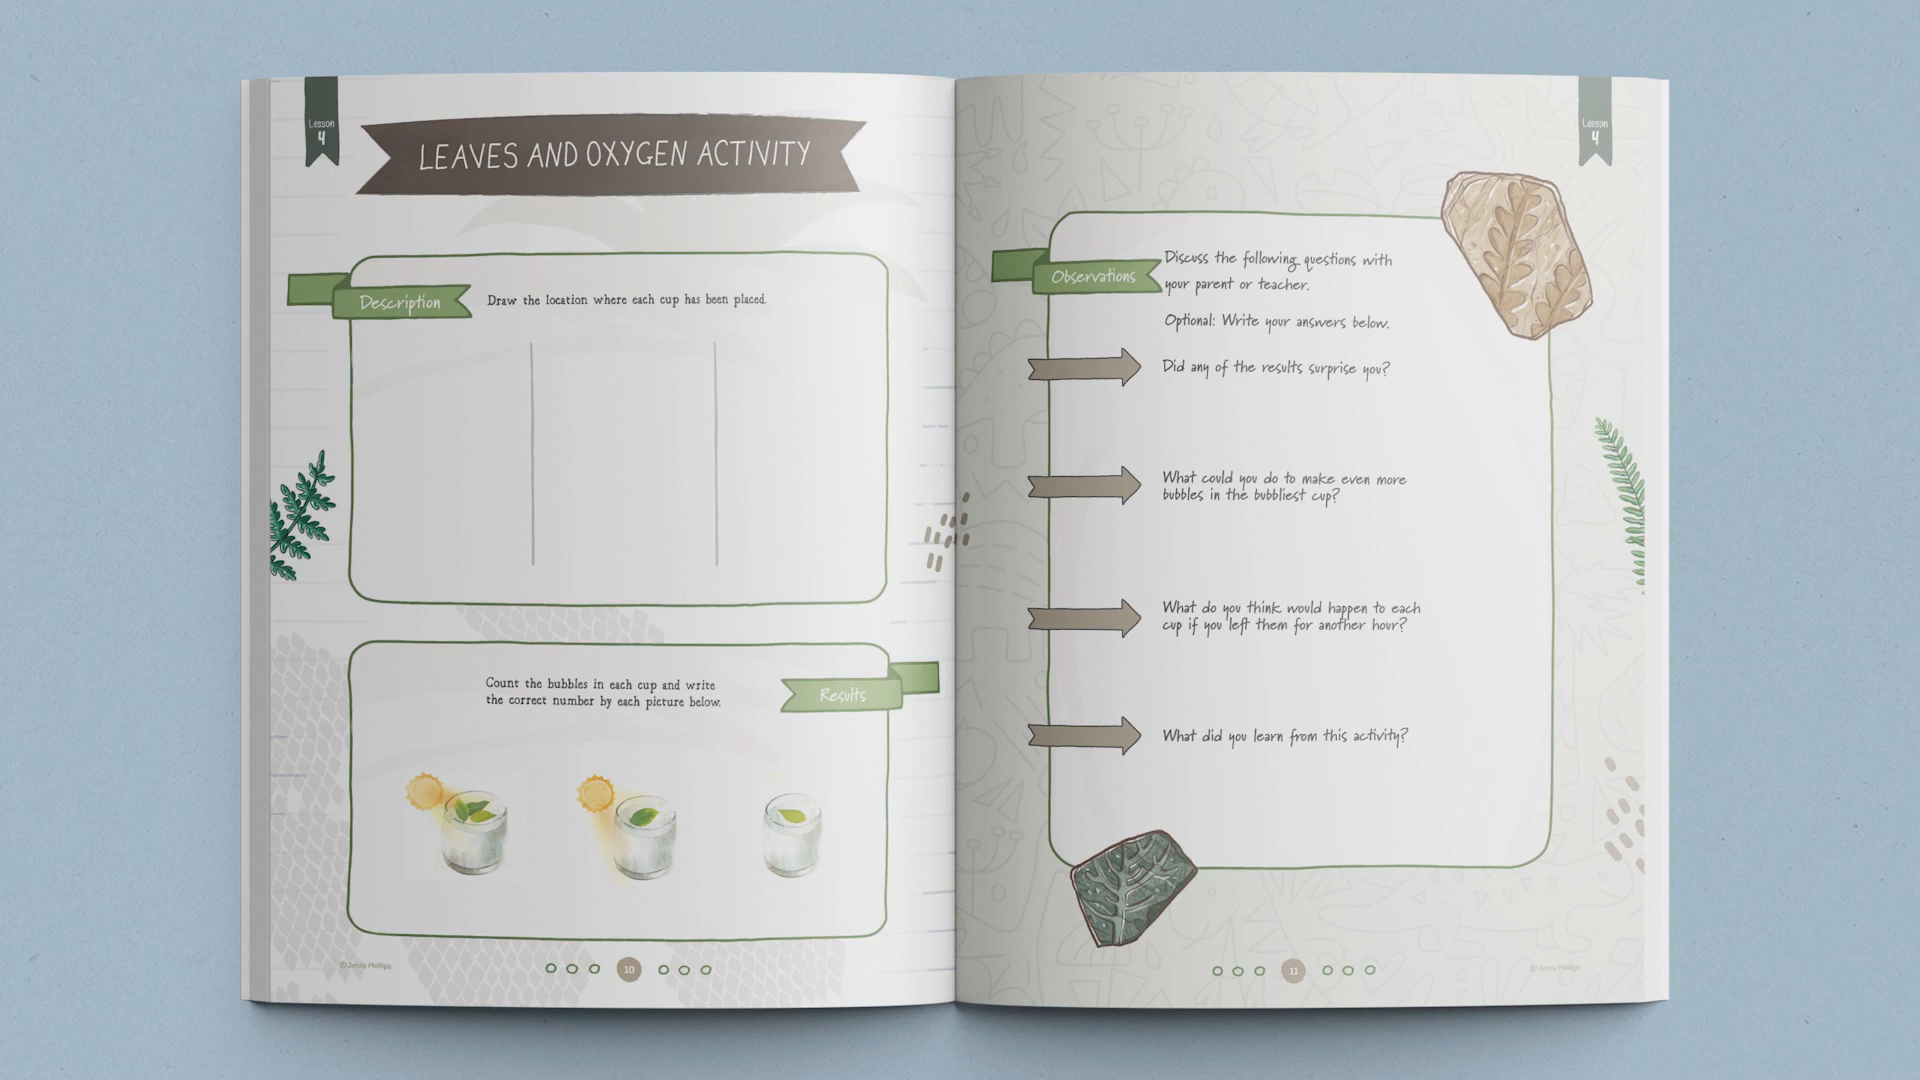 Lesson
4
LEAVES AND OXYGEN ACTIVITY
Description
Draw the location where each cup has been placed.
Count the bubbles in each cup and write
the correct number by each picture below.
Results
©Jenny Phillips
10
Lesson
4
Observations
Discuss the following questions with
your parent or teacher.
Optional: Write your answers below.
Did any of the results surprise you?
What could you do to make even more
bubbles in the bubbliest cup?
What do you think would happen to each
cup if you left them for another hour?
What did you learn from this activity?
11
©Jenny Phillips